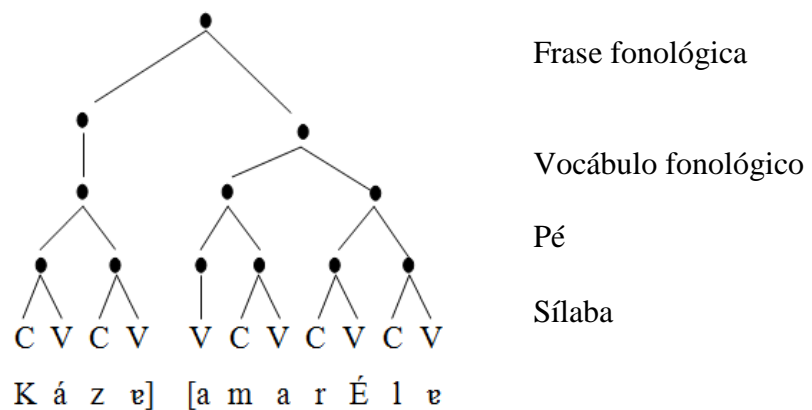 Frase fonológica
Vocábulo fonológico
Pé
Sílaba
C V C V V C V C V C V
K á z ɐ] [a m a r É l ɐ